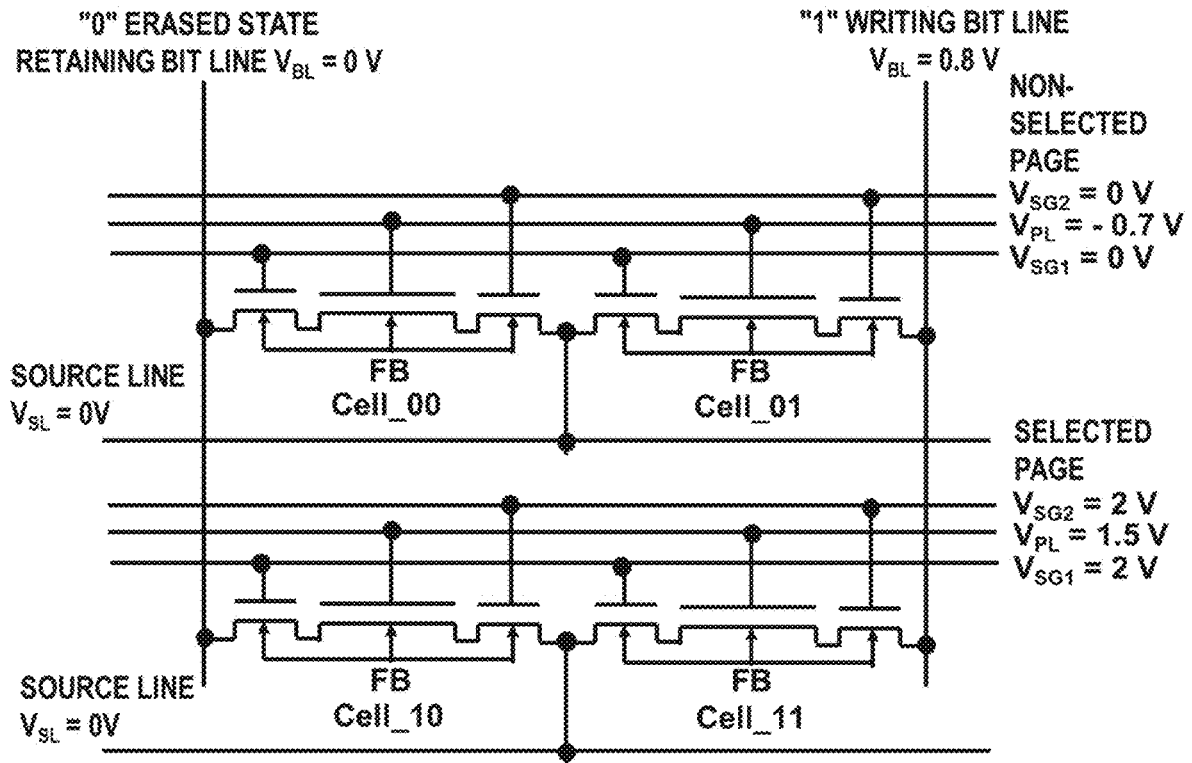 "0" ERASED STATE
RETAINING BIT LINE V_BL = 0 V
"1" WRITING BIT LINE
V_BL = 0.8 V
NON-
SELECTED
PAGE
V_SG2 = 0 V
V_PL = - 0.7 V
V_SG1 = 0 V
FB
Cell_00
FB
Cell_01
SOURCE LINE
V_SL = 0V
SELECTED
PAGE
V_SG2 = 2 V
V_PL = 1.5 V
V_SG1 = 2 V
FB
Cell_10
FB
Cell_11
SOURCE LINE
V_SL = 0V